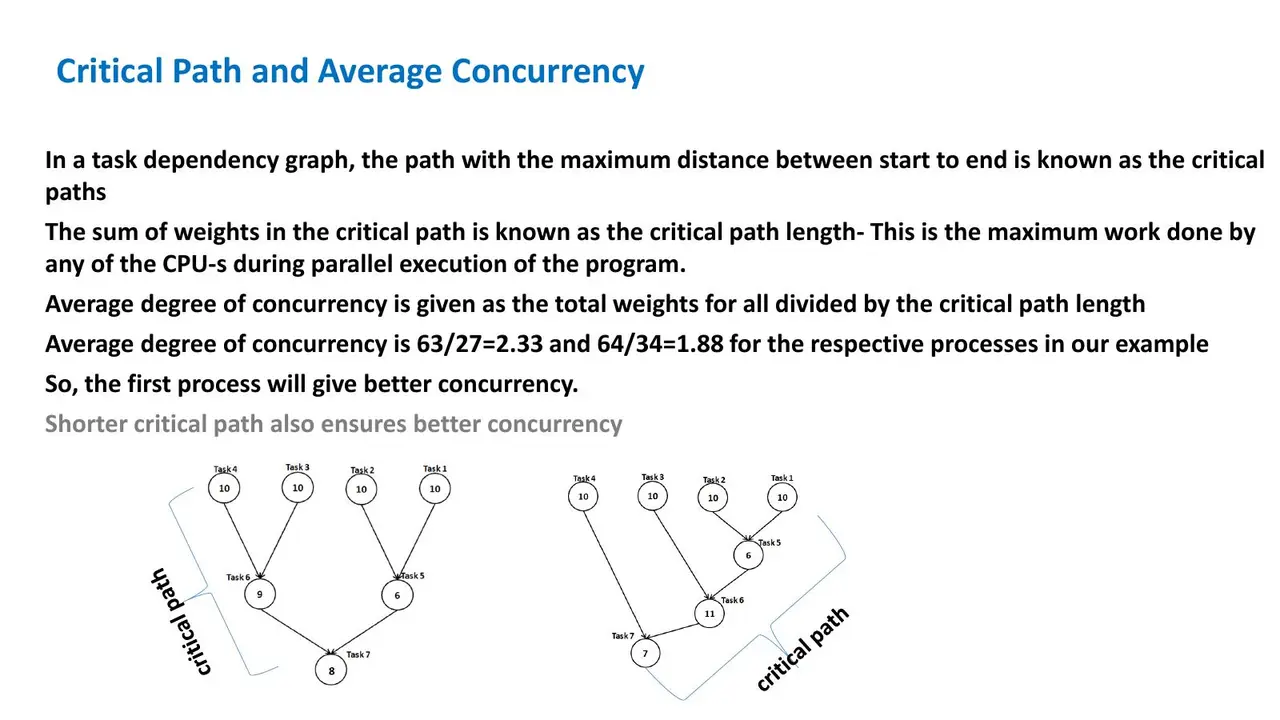 Critical Path and Average Concurrency
In a task dependency graph, the path with the maximum distance between start to end is known as the critical
paths
The sum of weights in the critical path is known as the critical path length- This is the maximum work done by
any of the CPU-s during parallel execution of the program.
Average degree of concurrency is given as the total weights for all divided by the critical path length
Average degree of concurrency is 63/27=2.33 and 64/34=1.88 for the respective processes in our example
So, the first process will give better concurrency.
Shorter critical path also ensures better concurrency
Task 4 Task 3 Task 2 Task 1
10 10 10 10
Task 6 Task 5
9 6
Task 7
8
critical path
Task 4 Task 3 Task 2 Task 1
10 10 10 10
Task 5
6
Task 6
11
Task 7
7
critical path